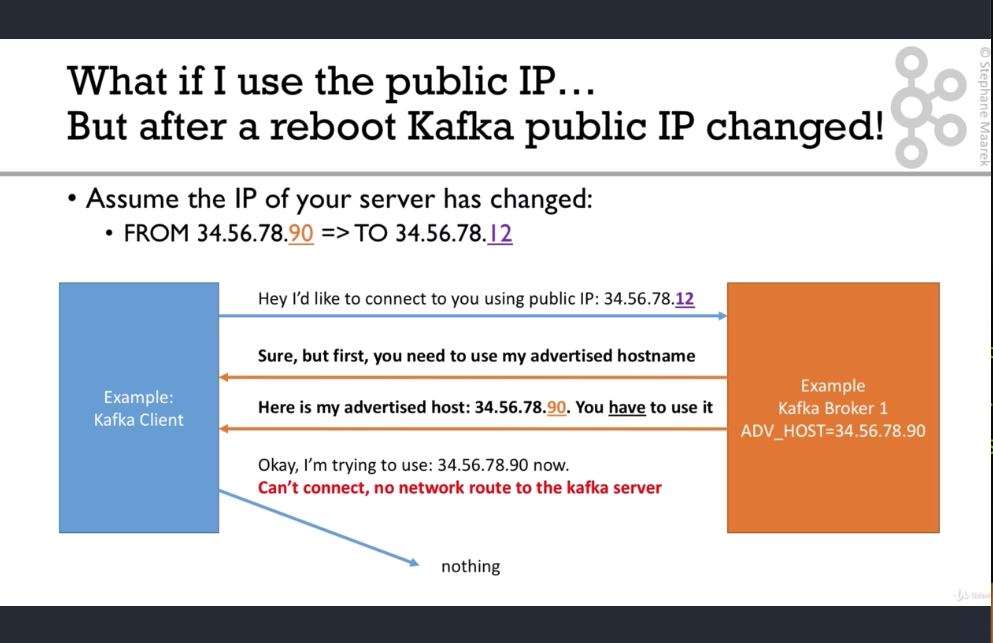 What if I use the public IP…
But after a reboot Kafka public IP changed!
© Stephane Maarek
• Assume the IP of your server has changed:
• FROM 34.56.78.90 => TO 34.56.78.12
Hey I’d like to connect to you using public IP: 34.56.78.12
Sure, but first, you need to use my advertised hostname
Here is my advertised host: 34.56.78.90. You have to use it
Okay, I’m trying to use: 34.56.78.90 now.
Can’t connect, no network route to the kafka server
nothing
Example:
Kafka Client
Example
Kafka Broker 1
ADV_HOST=34.56.78.90